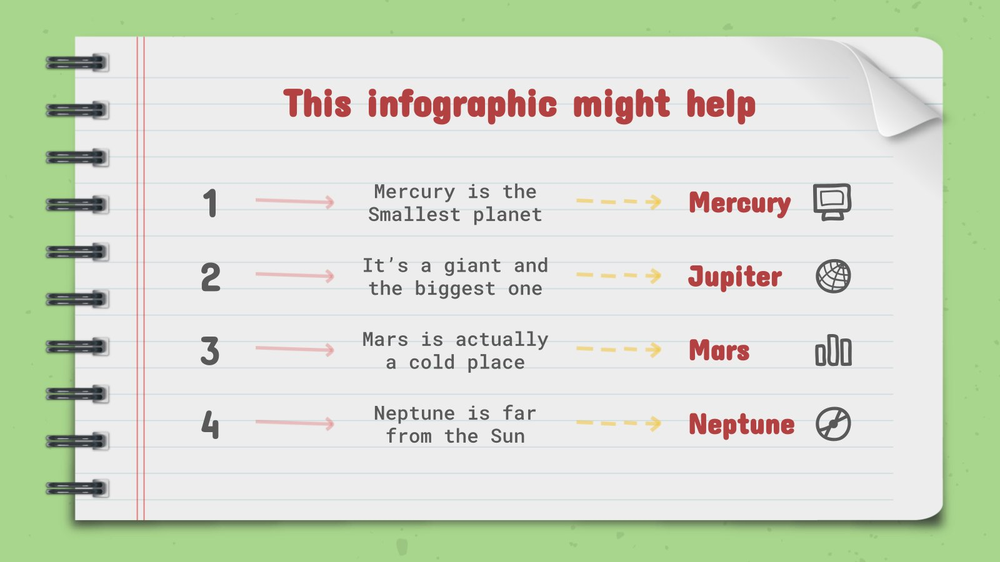 This infographic might help
1
Mercury is the
Smallest planet
Mercury
2
It’s a giant and
the biggest one
Jupiter
3
Mars is actually
a cold place
Mars
4
Neptune is far
from the Sun
Neptune